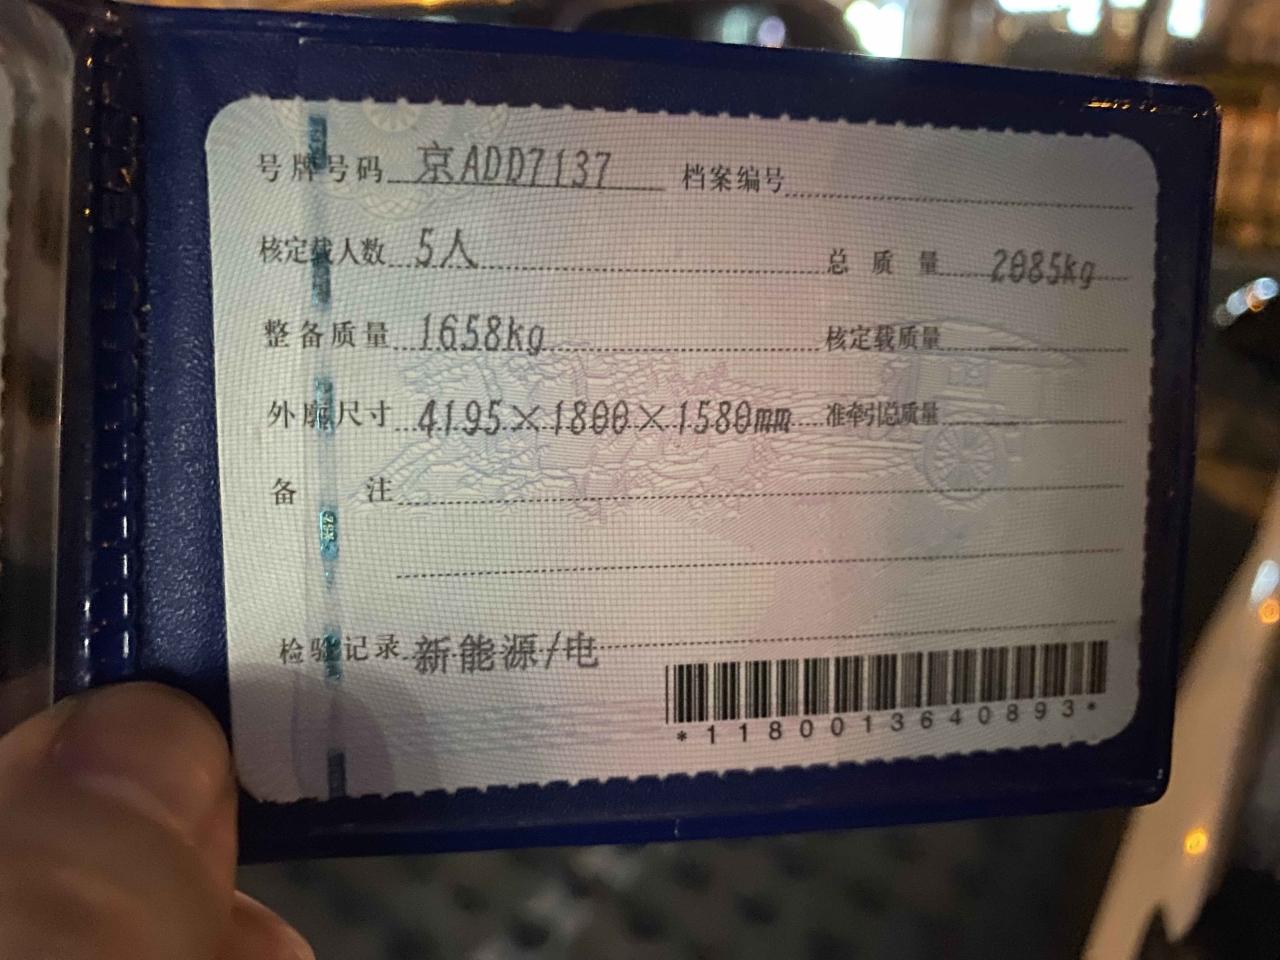 号牌号码 京ADD7137 档案编号
核定载人数 5人 总质量 2085kg
整备质量 1658kg 核定载质量
外廓尺寸 4195×1800×1580mm 准牵引总质量
备注
检验记录 新能源/电
*1180013640893*